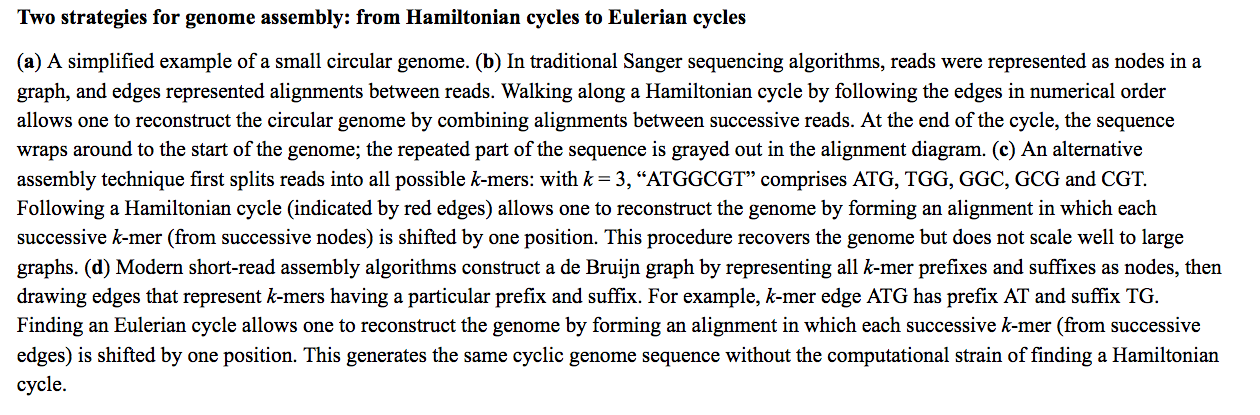 Two strategies for genome assembly: from Hamiltonian cycles to Eulerian cycles
(a) A simplified example of a small circular genome. (b) In traditional Sanger sequencing algorithms, reads were represented as nodes in a
graph, and edges represented alignments between reads. Walking along a Hamiltonian cycle by following the edges in numerical order
allows one to reconstruct the circular genome by combining alignments between successive reads. At the end of the cycle, the sequence
wraps around to the start of the genome; the repeated part of the sequence is grayed out in the alignment diagram. (c) An alternative
assembly technique first splits reads into all possible k-mers: with k = 3, “ATGGCGT” comprises ATG, TGG, GGC, GCG and CGT.
Following a Hamiltonian cycle (indicated by red edges) allows one to reconstruct the genome by forming an alignment in which each
successive k-mer (from successive nodes) is shifted by one position. This procedure recovers the genome but does not scale well to large
graphs. (d) Modern short-read assembly algorithms construct a de Bruijn graph by representing all k-mer prefixes and suffixes as nodes, then
drawing edges that represent k-mers having a particular prefix and suffix. For example, k-mer edge ATG has prefix AT and suffix TG.
Finding an Eulerian cycle allows one to reconstruct the genome by forming an alignment in which each successive k-mer (from successive
edges) is shifted by one position. This generates the same cyclic genome sequence without the computational strain of finding a Hamiltonian
cycle.